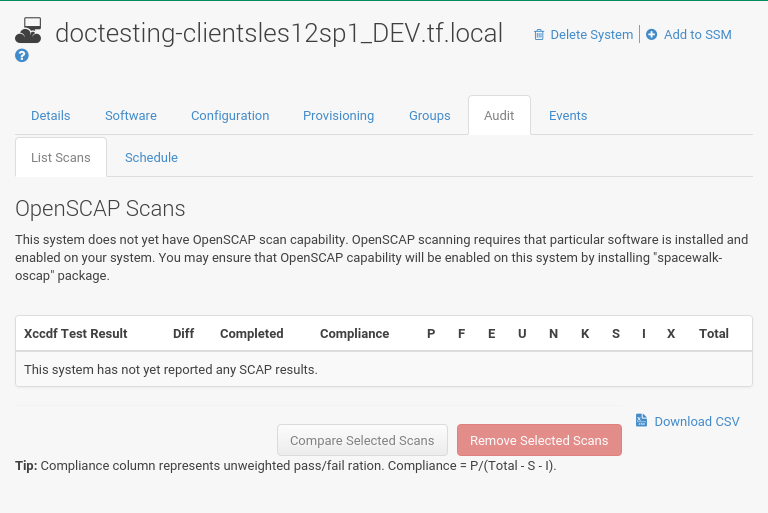 doctesting-clientsles12sp1_DEV.tf.local
Delete System | Add to SSM
?
Details Software Configuration Provisioning Groups Audit Events
List Scans Schedule
OpenSCAP Scans
This system does not yet have OpenSCAP scan capability. OpenSCAP scanning requires that particular software is installed and
enabled on your system. You may ensure that OpenSCAP capability will be enabled on this system by installing "spacewalk-
oscap" package.
Xccdf Test Result Diff Completed Compliance P F E U N K S I X Total
This system has not yet reported any SCAP results.
Download CSV
Compare Selected Scans Remove Selected Scans
Tip: Compliance column represents unweighted pass/fail ration. Compliance = P/(Total - S - I).